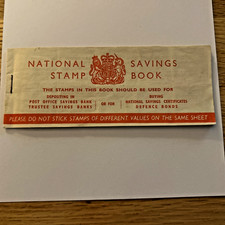 NATIONAL SAVINGS
STAMP BOOK
THE STAMPS IN THIS BOOK SHOULD BE USED FOR
DEPOSITING IN
POST OFFICE SAVINGS BANK
TRUSTEE SAVINGS BANKS
OR FOR
BUYING
NATIONAL SAVINGS CERTIFICATES
DEFENCE BONDS
PLEASE DO NOT STICK STAMPS OF DIFFERENT VALUES ON THE SAME SHEET